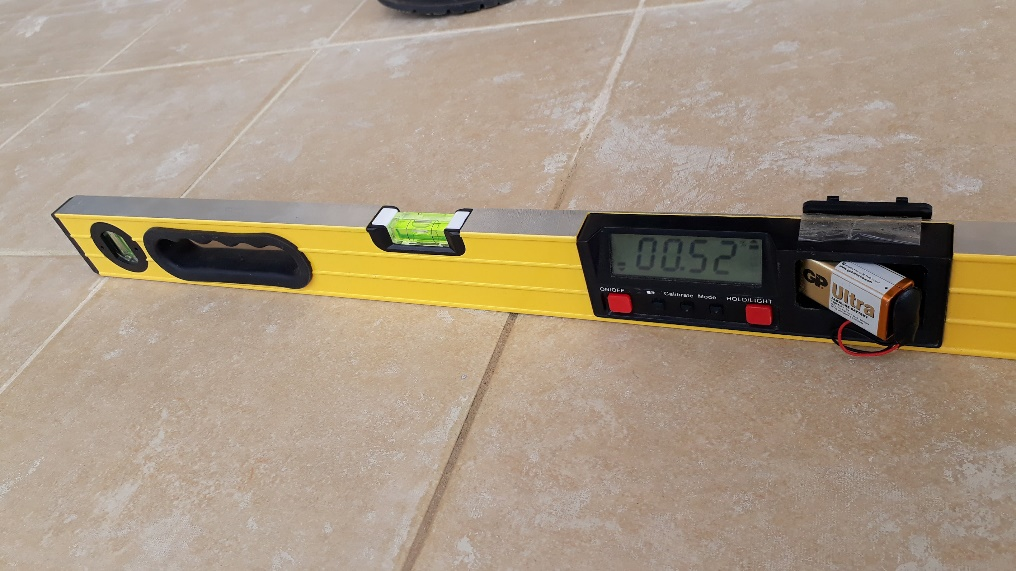 00.52
ON/OFF
Calibrate Mode
HOLD/LIGHT
GP
Ultra